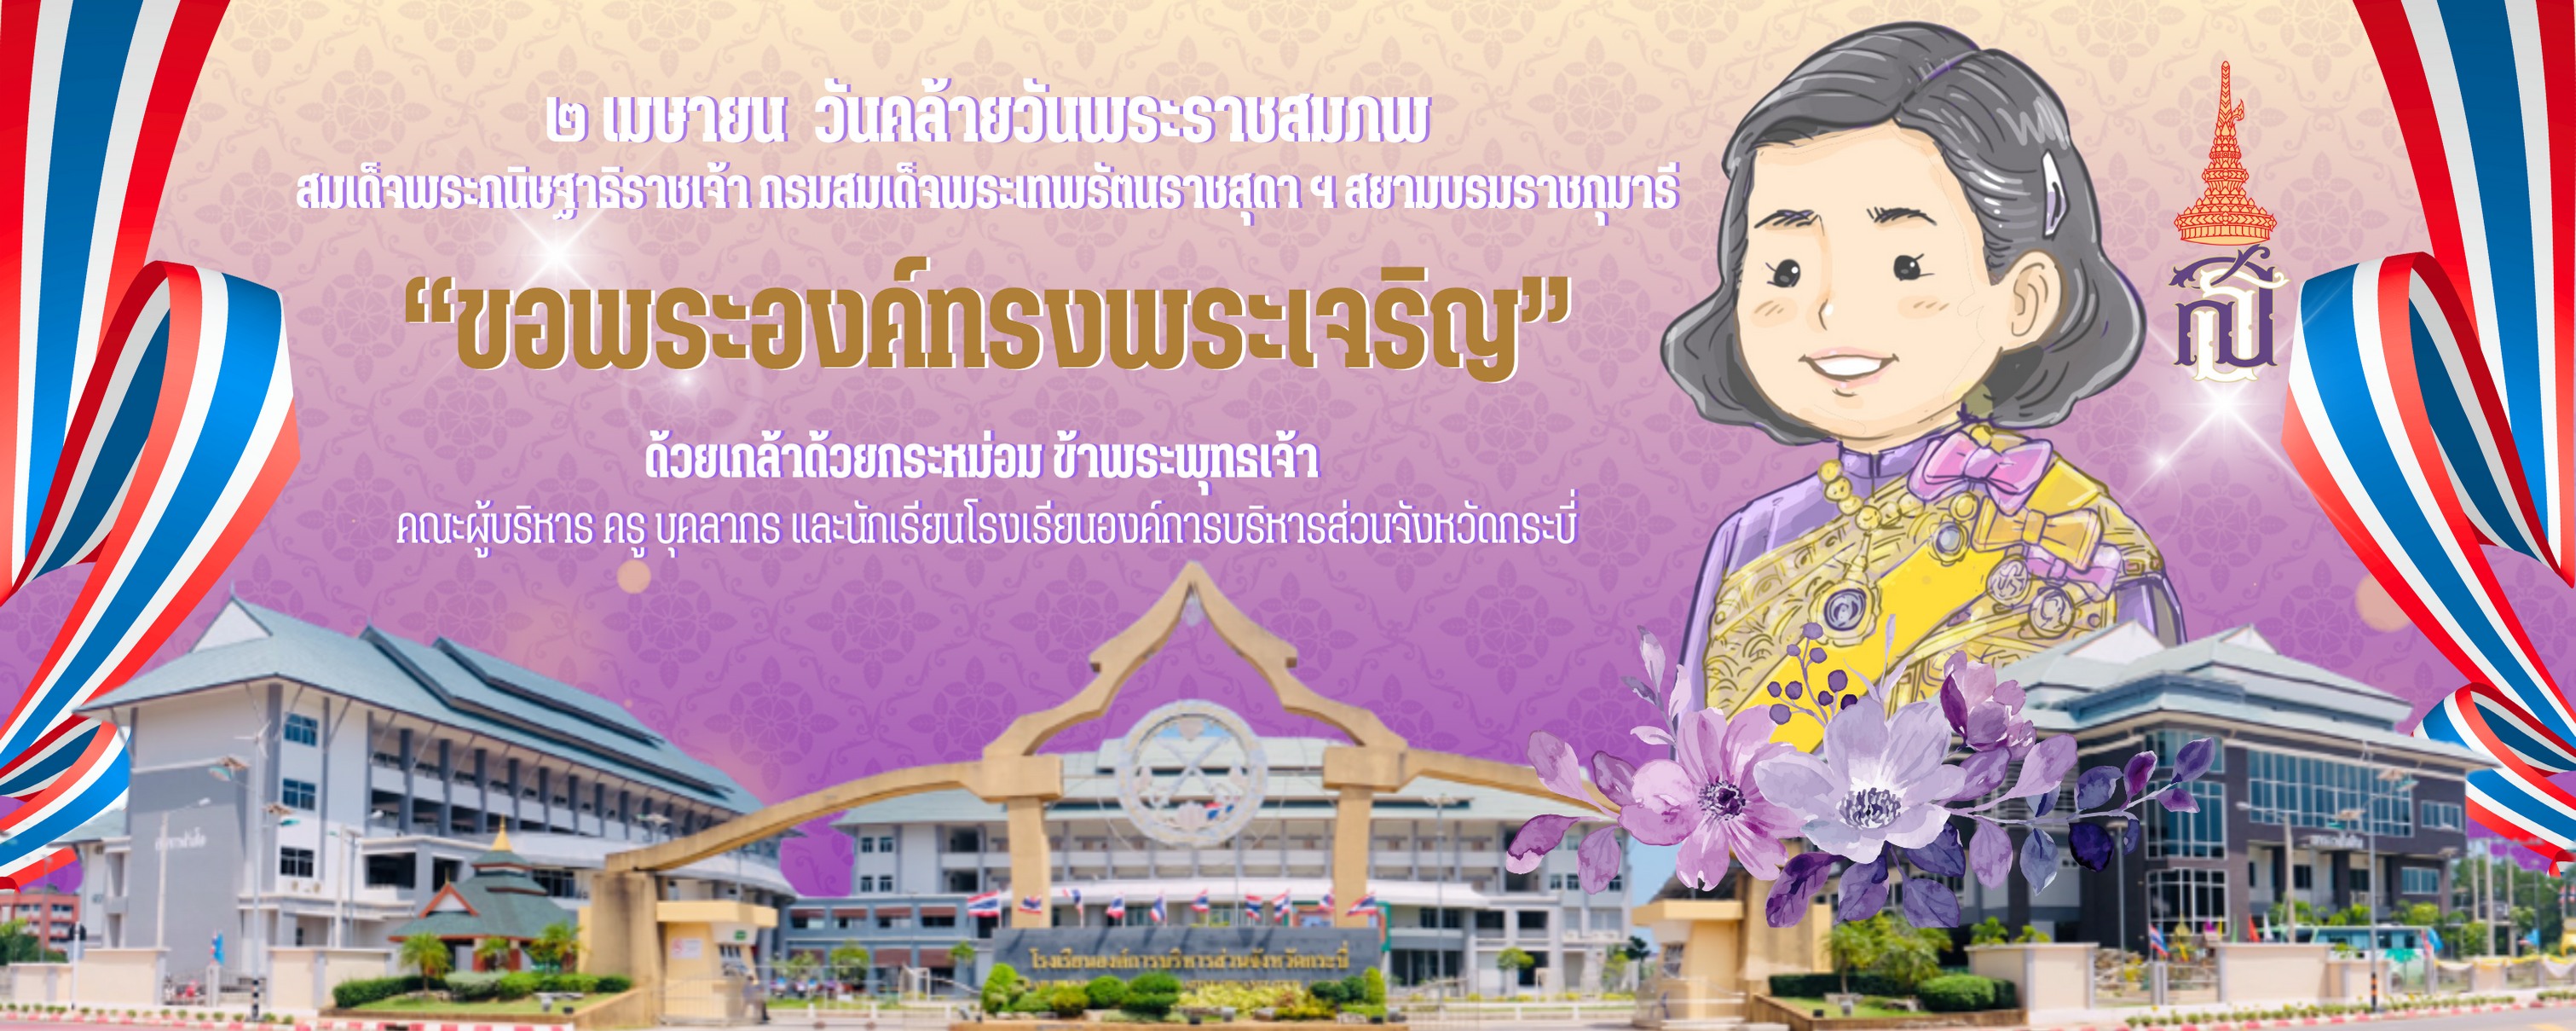 ๒ เมษายน วันคล้ายวันพระราชสมภพ
สมเด็จพระกนิษฐาธิราชเจ้า กรมสมเด็จพระเทพรัตนราชสุดา ฯ สยามบรมราชกุมารี
“ขอพระองค์ทรงพระเจริญ”
ด้วยเกล้าด้วยกระหม่อม ข้าพระพุทธเจ้า
คณะผู้บริหาร ครู บุคลากร และนักเรียนโรงเรียนองค์การบริหารส่วนจังหวัดกระบี่
โรงเรียนองค์การบริหารส่วนจังหวัดกระบี่